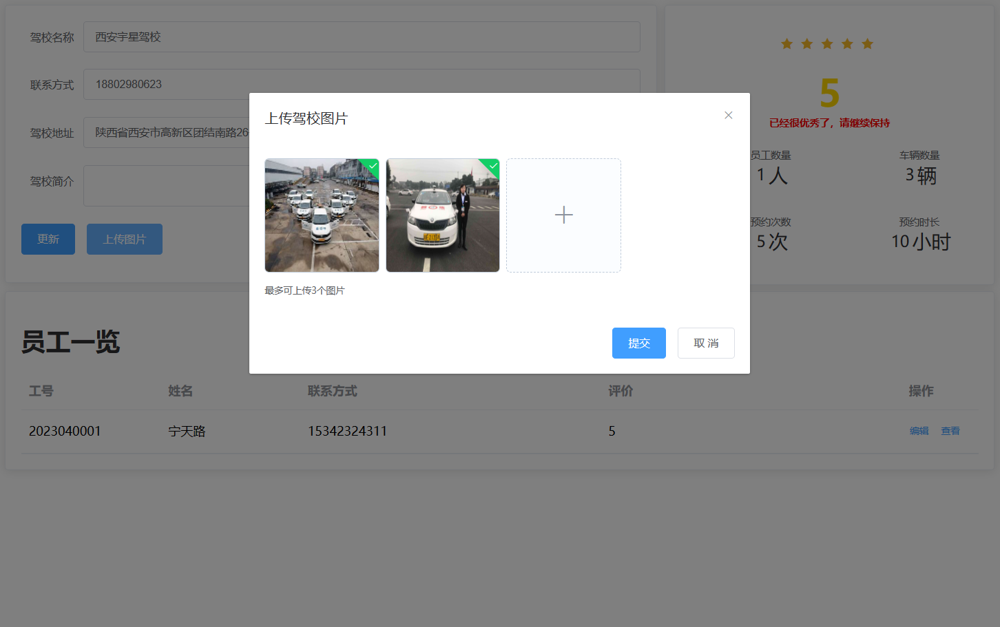 驾校名称
西安宇星驾校
联系方式
18802980623
驾校地址
陕西省西安市高新区团结南路26
驾校简介
更新
上传图片
5
已经很优秀了，请继续保持
员工数量
1人
车辆数量
3辆
预约次数
5次
预约时长
10小时
上传驾校图片
最多可上传3个图片
提交
取 消
员工一览
工号 姓名 联系方式 评价 操作
2023040001 宁天路 15342324311 5 编辑 查看